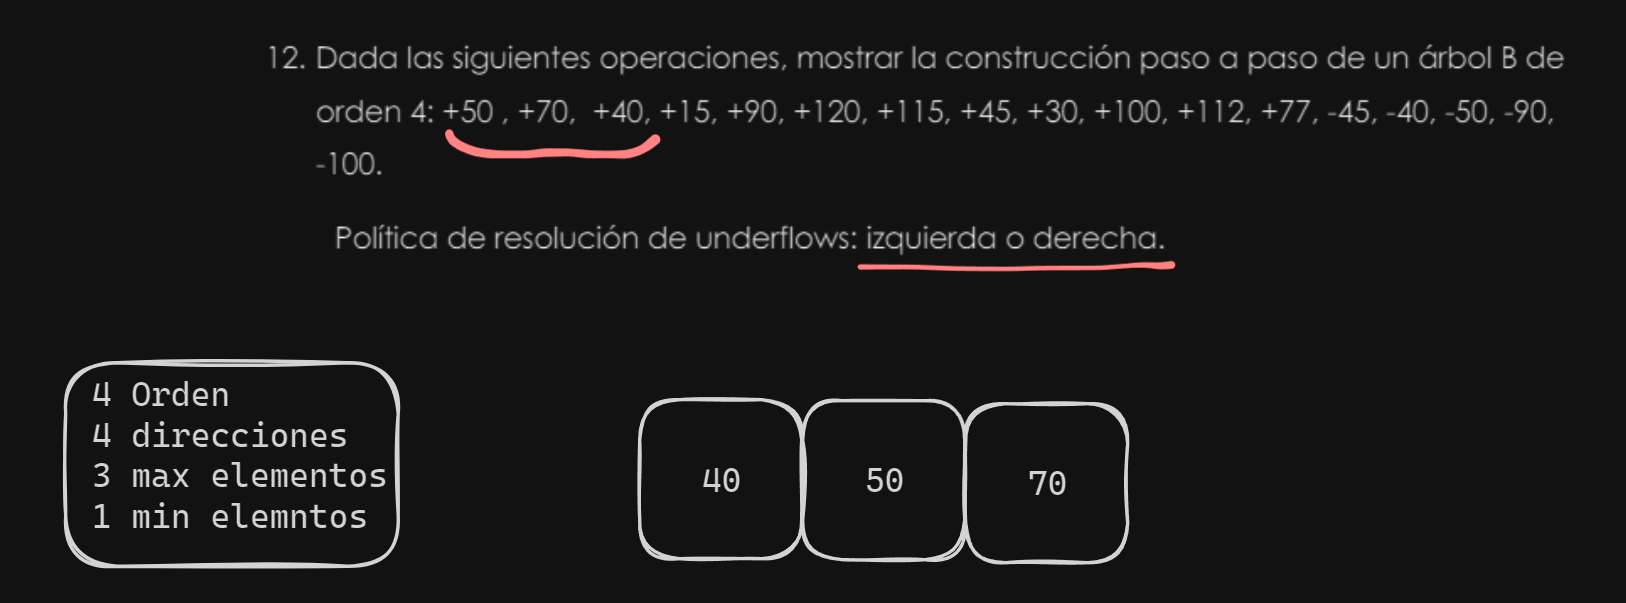 12. Dada las siguientes operaciones, mostrar la construcción paso a paso de un árbol B de
orden 4: +50 , +70, +40, +15, +90, +120, +115, +45, +30, +100, +112, +77, -45, -40, -50, -90,
-100.
Política de resolución de underflows: izquierda o derecha.
4 Orden
4 direcciones
3 max elementos
1 min elemntos
40 50 70